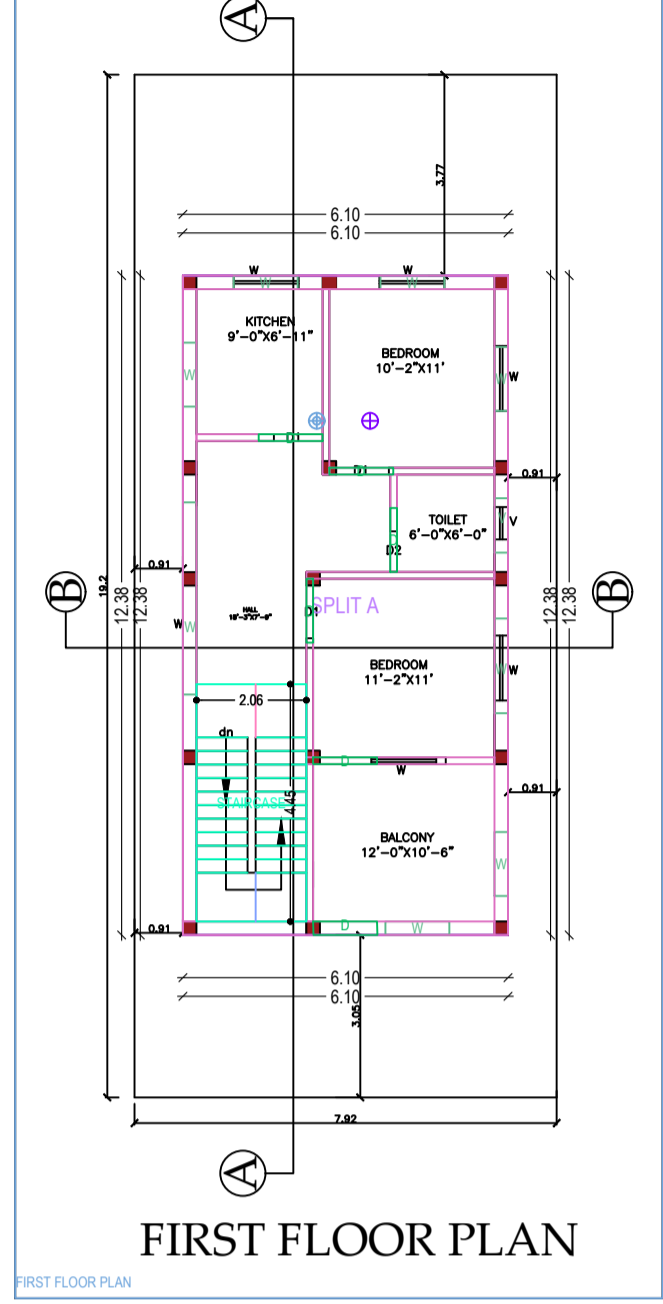 A
3.77
6.10
6.10
W
W
W
W
KITCHEN
9'-0"X6'-11"
BEDROOM
10'-2"X11'
W
W
W
D1
D1
0.91
TOILET
6'-0"X6'-0"
V
D2
0.91
B
B
19.2
12.38
12.38
12.38
12.38
HALL
D1
SPLIT A
W
W
BEDROOM
11'-2"X11'
W
2.06
dn
D
W
4.45
STAIRCASE
0.91
BALCONY
12'-0"X10'-6"
W
0.91
D
W
6.10
6.10
3.05
7.92
A
FIRST FLOOR PLAN
FIRST FLOOR PLAN